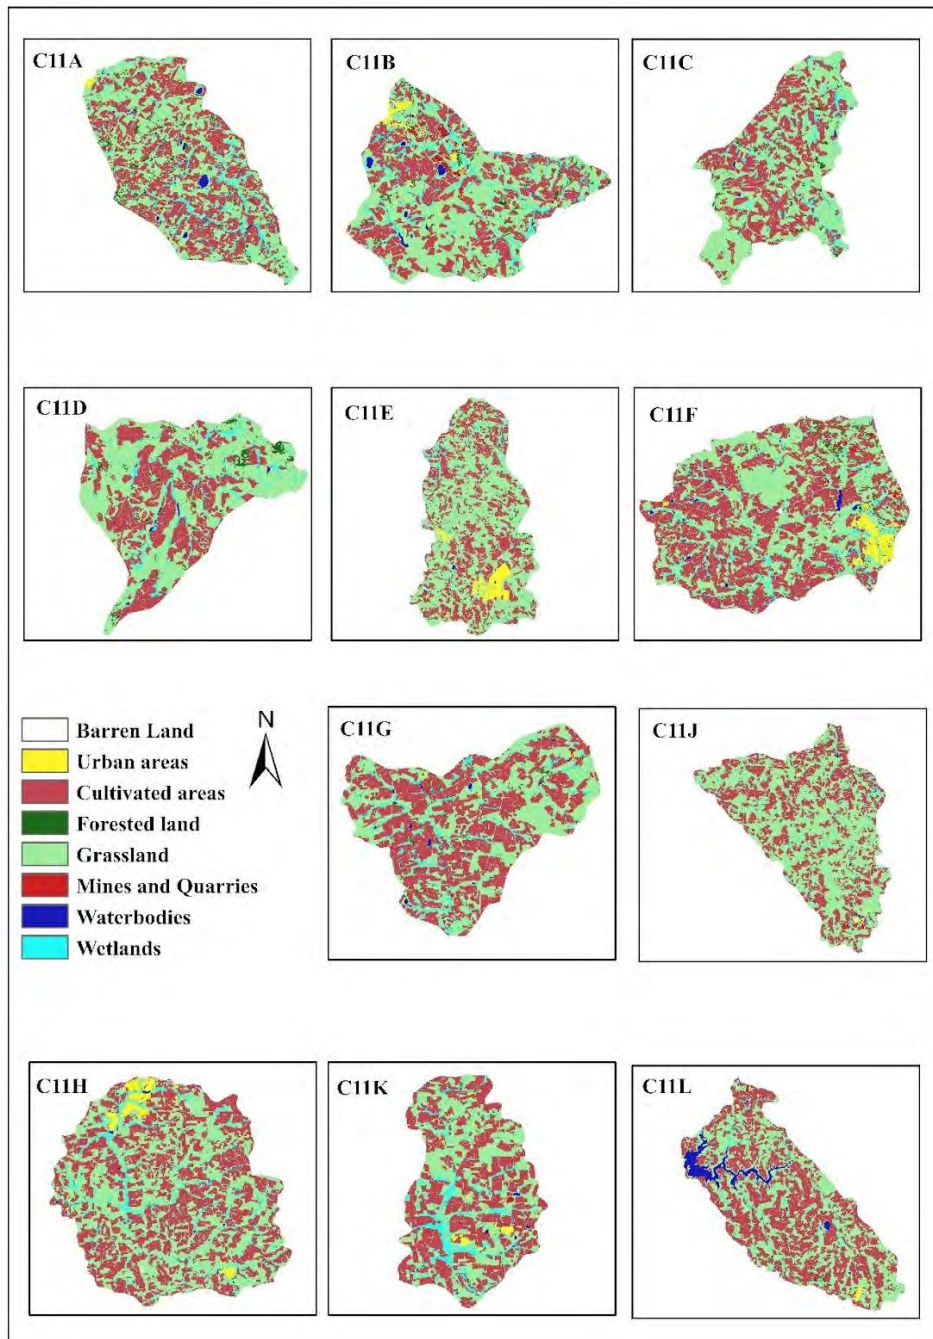 C11A
C11B
C11C
C11D
C11E
C11F
Barren Land
Urban areas
Cultivated areas
Forested land
Grassland
Mines and Quarries
Waterbodies
Wetlands
N
C11G
C11J
C11H
C11K
C11L